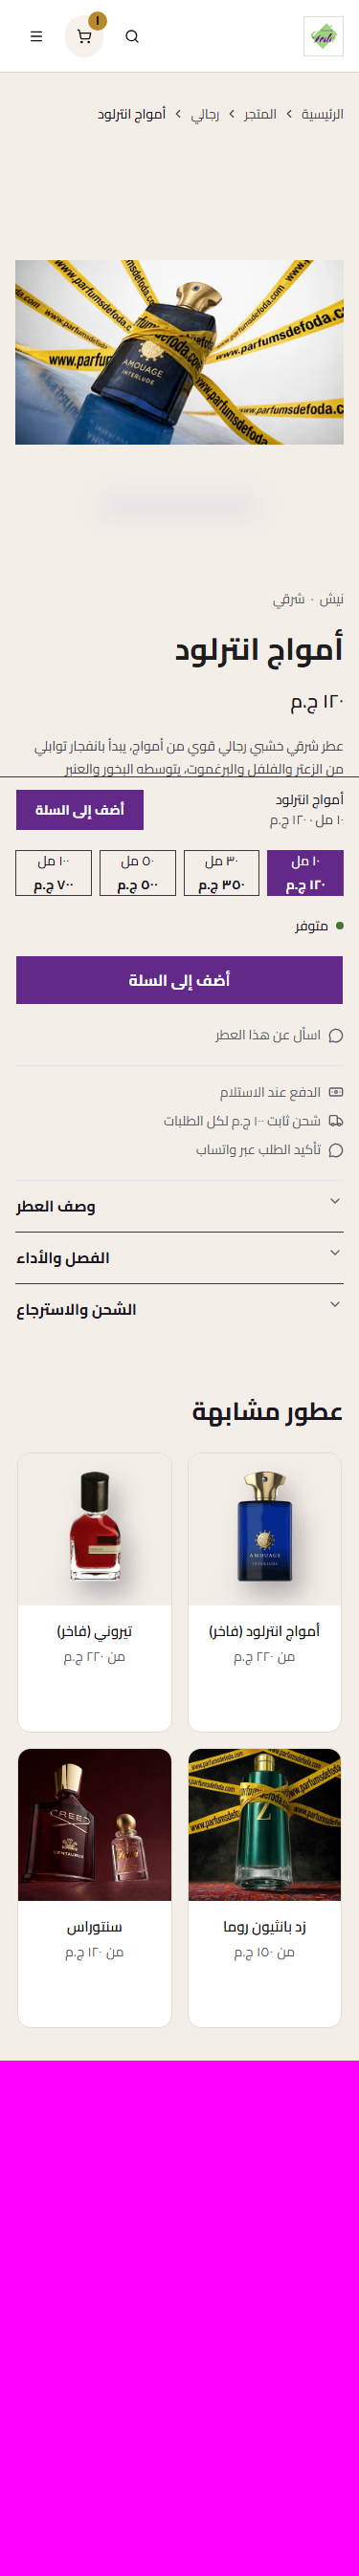 ١
الرئيسية › المتجر › رجالي › أمواج انترلود
www.parfumsdefoda.c
AMOUAGE
INTERLUDE
نيش · شرقي
أمواج انترلود
١٢٠ ج.م
عطر شرقي خشبي رجالي قوي من أمواج، يبدأ بانفجار توابلي
من الزعتر والفلفل والبرغموت، يتوسطه البخور والعنبر
أمواج انترلود
١٠ مل · ١٢٠ ج.م
أضف إلى السلة
١٠ مل ٣٠ مل ٥٠ مل ١٠٠ مل
١٢٠ ج.م ٣٥٠ ج.م ٥٠٠ ج.م ٧٠٠ ج.م
متوفر
أضف إلى السلة
اسأل عن هذا العطر
الدفع عند الاستلام
شحن ثابت ١٠٠ ج.م لكل الطلبات
تأكيد الطلب عبر واتساب
وصف العطر
الفصل والأداء
الشحن والاسترجاع
عطور مشابهة
AMOUAGE
INTERLUDE
أمواج انترلود (فاخر)
من ٢٢٠ ج.م
تيروني (فاخر)
من ٢٢٠ ج.م
Z
زد بانثيون روما
من ١٥٠ ج.م
CREED
CENTAURUS
سنتوراس
من ١٢٠ ج.م